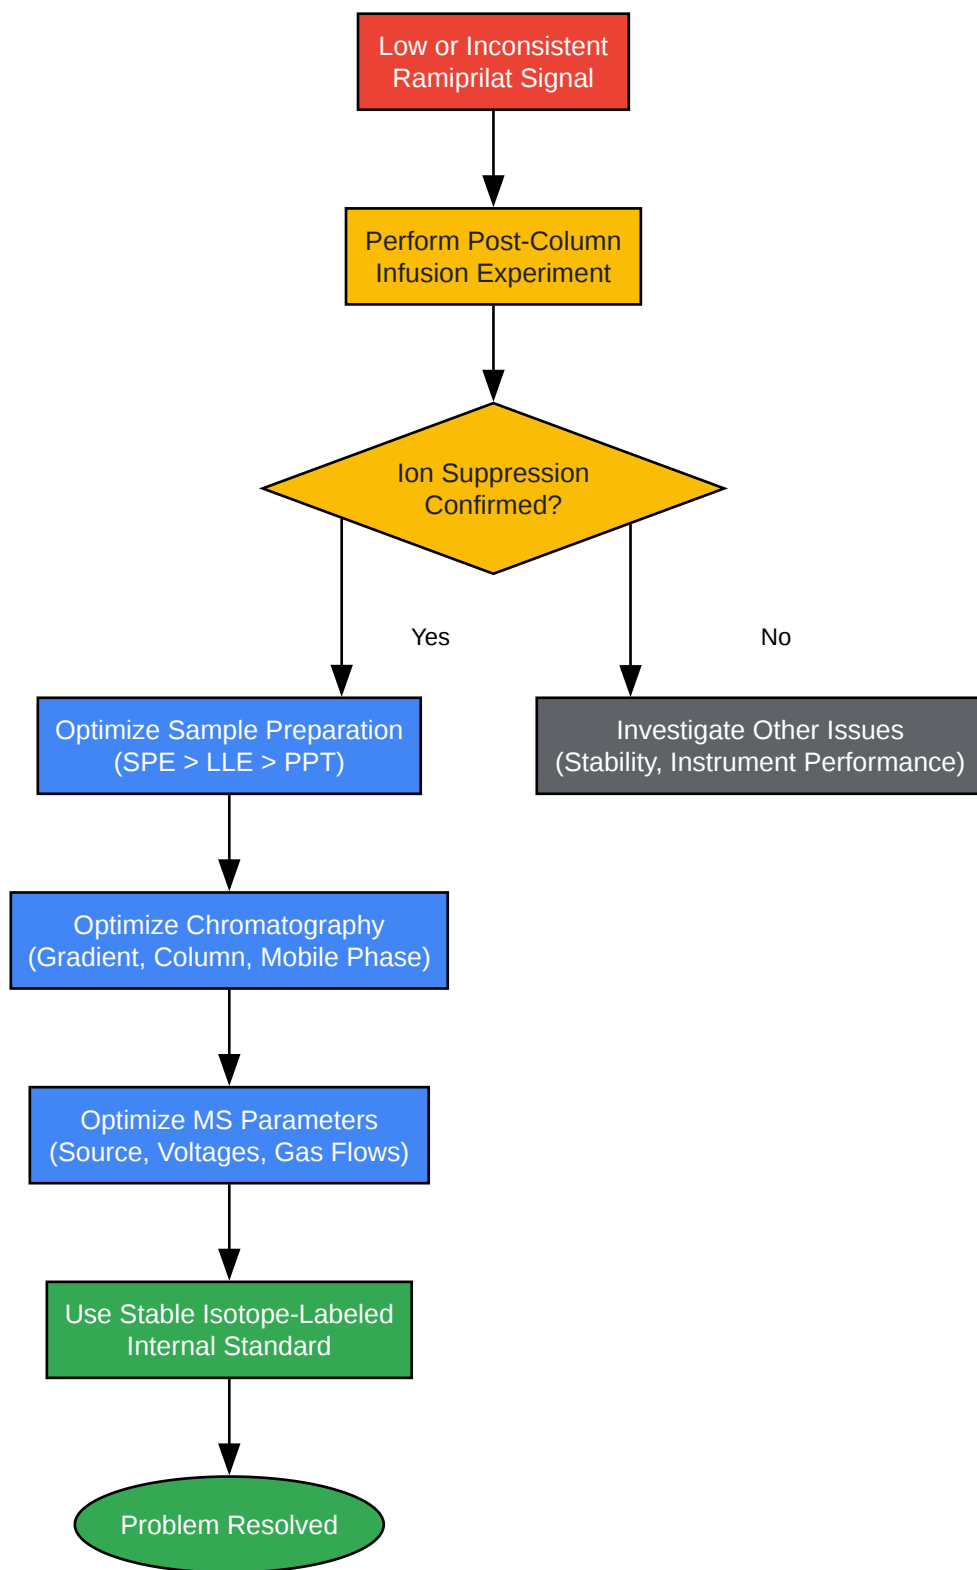 Low or Inconsistent
Ramiprilat Signal
Perform Post-Column
Infusion Experiment
Ion Suppression
Confirmed?
Yes
No
Optimize Sample Preparation
(SPE > LLE > PPT)
Investigate Other Issues
(Stability, Instrument Performance)
Optimize Chromatography
(Gradient, Column, Mobile Phase)
Optimize MS Parameters
(Source, Voltages, Gas Flows)
Use Stable Isotope-Labeled
Internal Standard
Problem Resolved